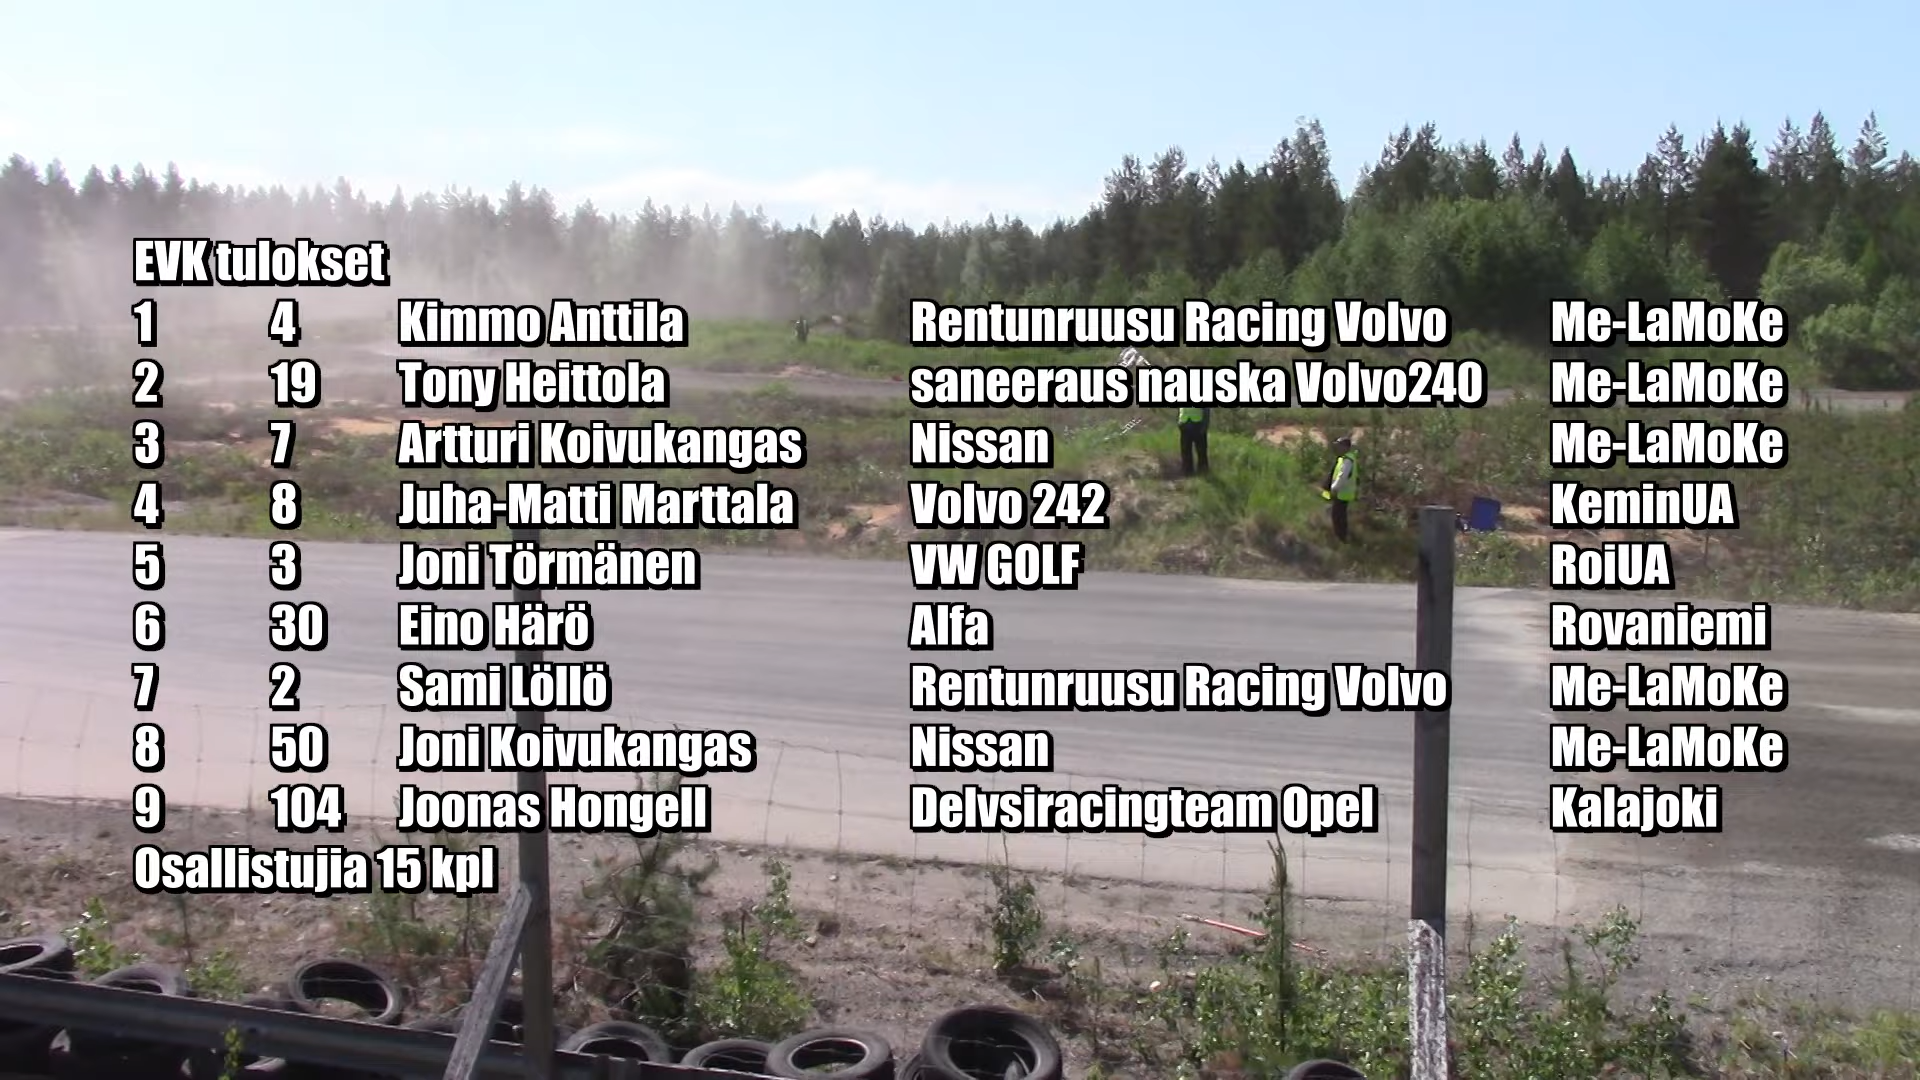 EVK tulokset
1 4 Kimmo Anttila Rentunruusu Racing Volvo Me-LaMoKe
2 19 Tony Heittola saneeraus nauska Volvo240 Me-LaMoKe
3 7 Artturi Koivukangas Nissan Me-LaMoKe
4 8 Juha-Matti Marttala Volvo 242 KeminUA
5 3 Joni Törmänen VW GOLF RoiUA
6 30 Eino Härö Alfa Rovaniemi
7 2 Sami Löllö Rentunruusu Racing Volvo Me-LaMoKe
8 50 Joni Koivukangas Nissan Me-LaMoKe
9 104 Joonas Hongell Delvsiracingteam Opel Kalajoki
Osallistujia 15 kpl